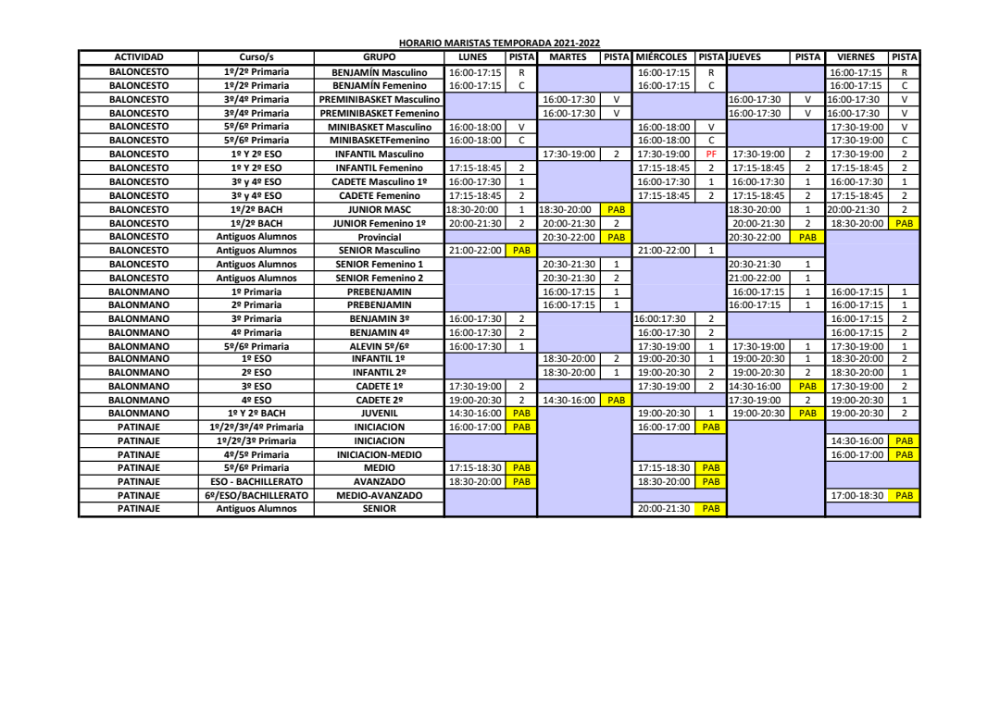 HORARIO MARISTAS TEMPORADA 2021-2022
ACTIVIDAD Curso/s GRUPO LUNES PISTA MARTES PISTA MIÉRCOLES PISTA JUEVES PISTA VIERNES PISTA
BALONCESTO 1º/2º Primaria BENJAMÍN Masculino 16:00-17:15 R 16:00-17:15 R 16:00-17:15 R
BALONCESTO 1º/2º Primaria BENJAMÍN Femenino 16:00-17:15 C 16:00-17:15 C 16:00-17:15 C
BALONCESTO 3º/4º Primaria PREMINIBASKET Masculino 16:00-17:30 V 16:00-17:30 V 16:00-17:30 V
BALONCESTO 3º/4º Primaria PREMINIBASKET Femenino 16:00-17:30 V 16:00-17:30 V 16:00-17:30 V
BALONCESTO 5º/6º Primaria MINIBASKET Masculino 16:00-18:00 V 16:00-18:00 V 17:30-19:00 V
BALONCESTO 5º/6º Primaria MINIBASKETFemenino 16:00-18:00 C 16:00-18:00 C 17:30-19:00 C
BALONCESTO 1º Y 2º ESO INFANTIL Masculino 17:30-19:00 2 17:30-19:00 PF 17:30-19:00 2 17:30-19:00 2
BALONCESTO 1º Y 2º ESO INFANTIL Femenino 17:15-18:45 2 17:15-18:45 2 17:15-18:45 2 17:15-18:45 2
BALONCESTO 3º y 4º ESO CADETE Masculino 1º 16:00-17:30 1 16:00-17:30 1 16:00-17:30 1 16:00-17:30 1
BALONCESTO 3º y 4º ESO CADETE Femenino 17:15-18:45 2 17:15-18:45 2 17:15-18:45 2 17:15-18:45 2
BALONCESTO 1º/2º BACH JUNIOR MASC 18:30-20:00 1 18:30-20:00 PAB 18:30-20:00 1 20:00-21:30 2
BALONCESTO 1º/2º BACH JUNIOR Femenino 1º 20:00-21:30 2 20:00-21:30 2 20:00-21:30 2 18:30-20:00 PAB
BALONCESTO Antiguos Alumnos Provincial 20:30-22:00 PAB 20:30-22:00 PAB
BALONCESTO Antiguos Alumnos SENIOR Masculino 21:00-22:00 PAB 21:00-22:00 1
BALONCESTO Antiguos Alumnos SENIOR Femenino 1 20:30-21:30 1 20:30-21:30 1
BALONCESTO Antiguos Alumnos SENIOR Femenino 2 20:30-21:30 2 21:00-22:00 1
BALONMANO 1º Primaria PREBENJAMIN 16:00-17:15 1 16:00-17:15 1 16:00-17:15 1
BALONMANO 2º Primaria PREBENJAMIN 16:00-17:15 1 16:00-17:15 1 16:00-17:15 1
BALONMANO 3º Primaria BENJAMIN 3º 16:00-17:30 2 16:00:17:30 2 16:00-17:15 2
BALONMANO 4º Primaria BENJAMIN 4º 16:00-17:30 2 16:00-17:30 2 16:00-17:15 2
BALONMANO 5º/6º Primaria ALEVIN 5º/6º 16:00-17:30 1 17:30-19:00 1 17:30-19:00 1 17:30-19:00 1
BALONMANO 1º ESO INFANTIL 1º 18:30-20:00 2 19:00-20:30 1 19:00-20:30 1 18:30-20:00 2
BALONMANO 2º ESO INFANTIL 2º 18:30-20:00 1 19:00-20:30 2 19:00-20:30 2 18:30-20:00 1
BALONMANO 3º ESO CADETE 1º 17:30-19:00 2 17:30-19:00 2 14:30-16:00 PAB 17:30-19:00 2
BALONMANO 4º ESO CADETE 2º 19:00-20:30 2 14:30-16:00 PAB 17:30-19:00 2 19:00-20:30 1
BALONMANO 1º Y 2º BACH JUVENIL 14:30-16:00 PAB 19:00-20:30 1 19:00-20:30 PAB 19:00-20:30 2
PATINAJE 1º/2º/3º/4º Primaria INICIACION 16:00-17:00 PAB 16:00-17:00 PAB
PATINAJE 1º/2º/3º Primaria INICIACION 14:30-16:00 PAB
PATINAJE 4º/5º Primaria INICIACION-MEDIO 16:00-17:00 PAB
PATINAJE 5º/6º Primaria MEDIO 17:15-18:30 PAB 17:15-18:30 PAB
PATINAJE ESO - BACHILLERATO AVANZADO 18:30-20:00 PAB 18:30-20:00 PAB
PATINAJE 6º/ESO/BACHILLERATO MEDIO-AVANZADO 17:00-18:30 PAB
PATINAJE Antiguos Alumnos SENIOR 20:00-21:30 PAB